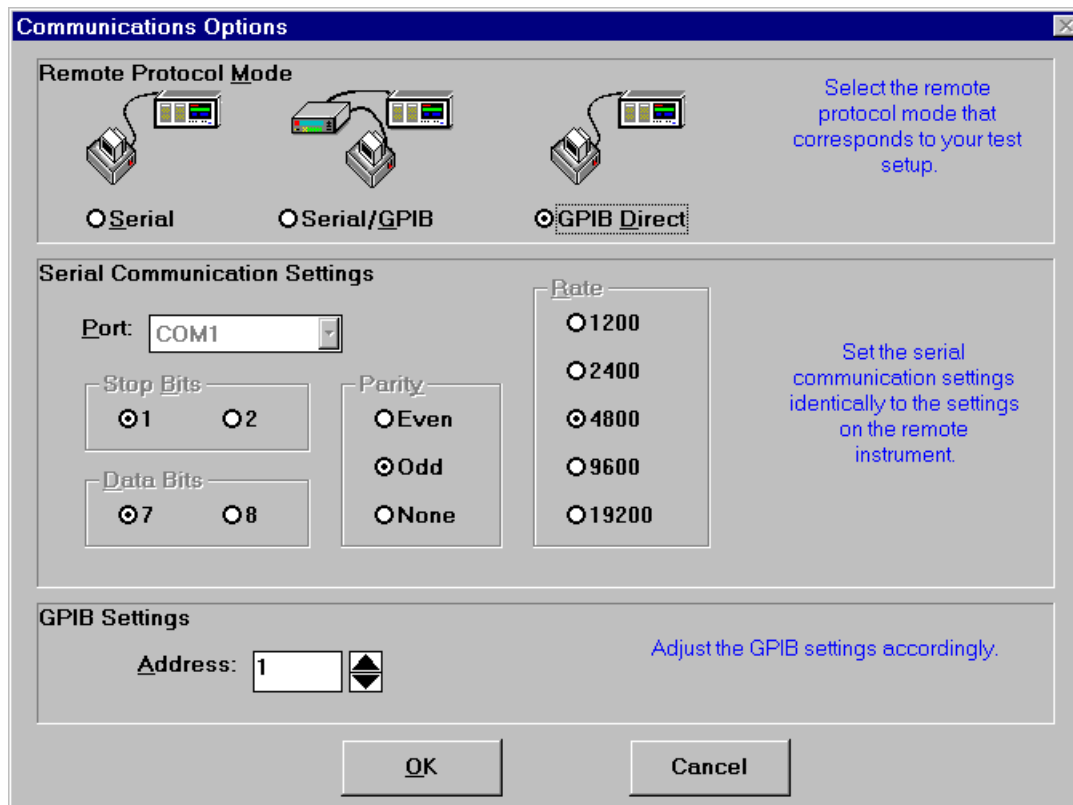 Communications Options
Remote Protocol Mode
Select the remote
protocol mode that
corresponds to your test
setup.
Serial
Serial/GPIB
GPIB Direct
Serial Communication Settings
Port: COM1
Stop Bits
1 2
Data Bits
7 8
Parity
Even
Odd
None
Rate
1200
2400
4800
9600
19200
Set the serial
communication settings
identically to the settings
on the remote
instrument.
GPIB Settings
Address: 1
Adjust the GPIB settings accordingly.
OK Cancel